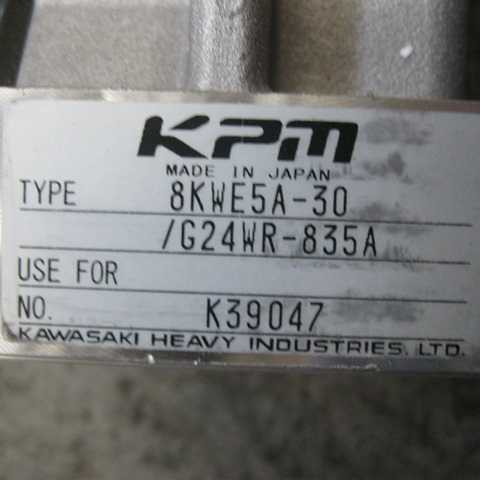 KPM
MADE IN JAPAN
TYPE 8KWE5A-30
/G24WR-835A
USE FOR
NO. K39047
KAWASAKI HEAVY INDUSTRIES, LTD.